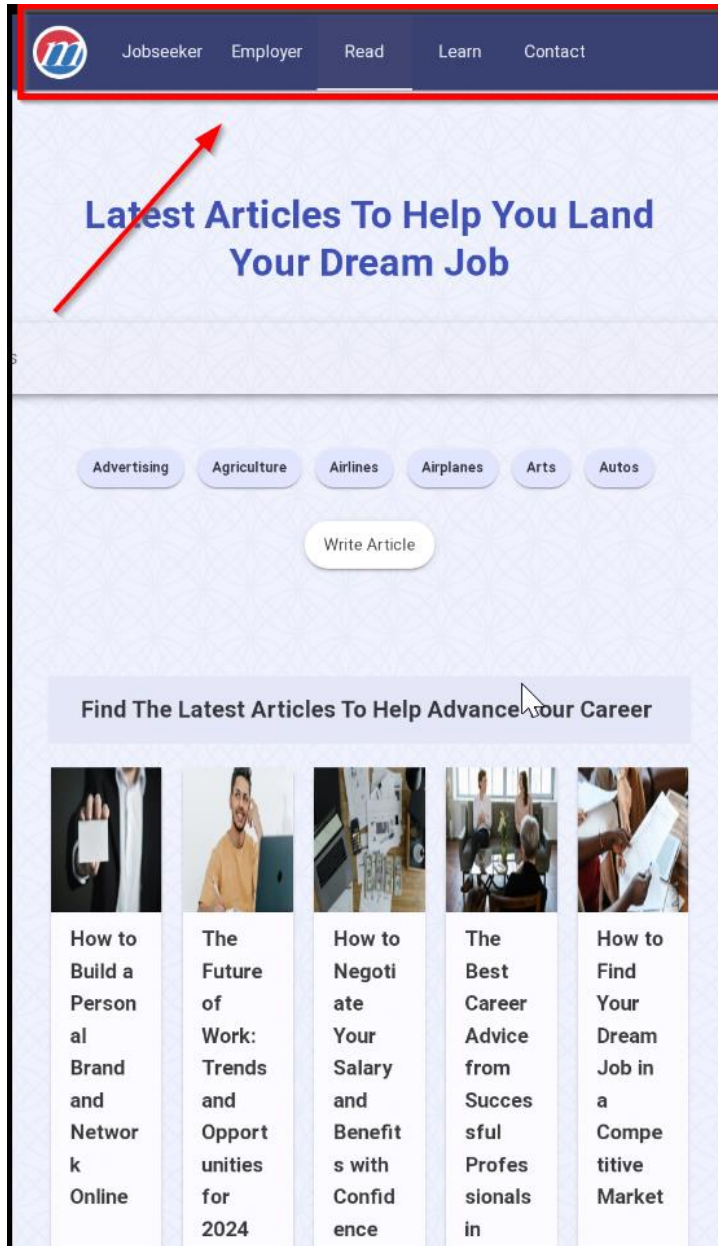 m
Jobseeker Employer Read Learn Contact
Latest Articles To Help You Land
Your Dream Job
s
Advertising Agriculture Airlines Airplanes Arts Autos
Write Article
Find The Latest Articles To Help Advance Your Career
How to
Build a
Person
al
Brand
and
Networ
k
Online
The
Future
of
Work:
Trends
and
Opport
unities
for
2024
How to
Negoti
ate
Your
Salary
and
Benefit
s with
Confid
ence
The
Best
Career
Advice
from
Succes
sful
Profes
sionals
in
How to
Find
Your
Dream
Job in
a
Compe
titive
Market